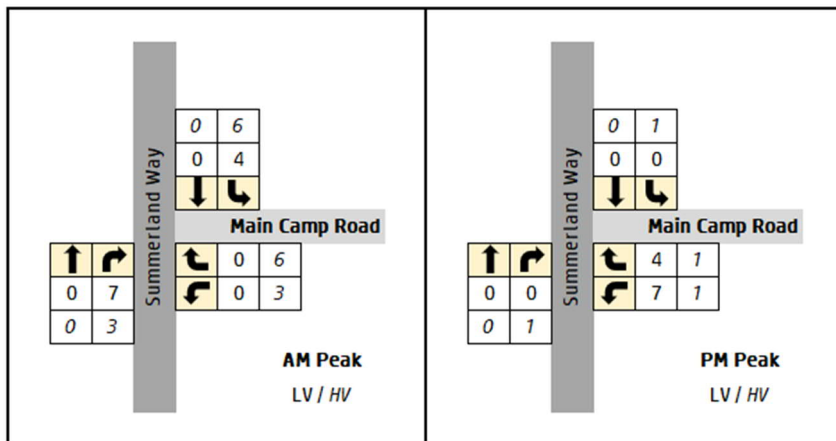 0 6
0 4
Summerland Way
Main Camp Road
0 6
0 7 0 3
0 3
AM Peak
LV / HV
0 1
0 0
Summerland Way
Main Camp Road
4 1
0 0 7 1
0 1
PM Peak
LV / HV